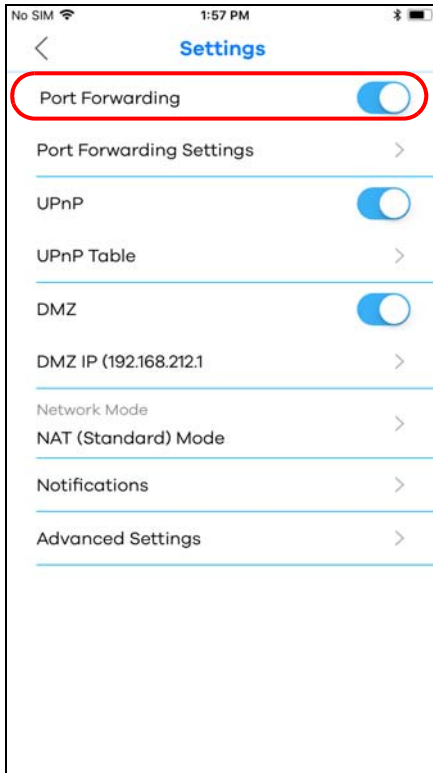 No SIM 1:57 PM
Settings
Port Forwarding
Port Forwarding Settings
UPnP
UPnP Table
DMZ
DMZ IP (192.168.212.1
Network Mode
NAT (Standard) Mode
Notifications
Advanced Settings